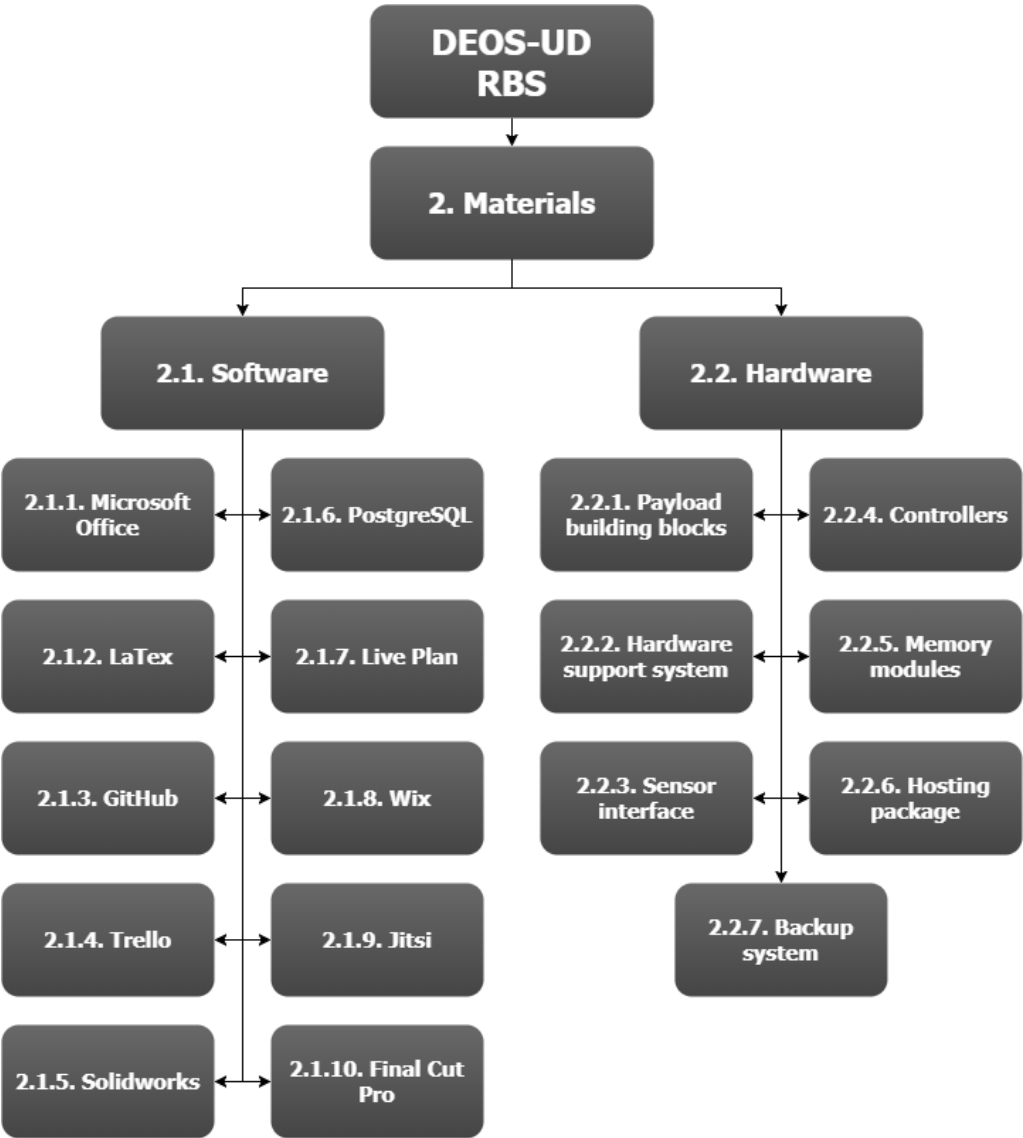 DEOS-UD
RBS
2. Materials
2.1. Software
2.2. Hardware
2.1.1. Microsoft
Office
2.1.6. PostgreSQL
2.2.1. Payload
building blocks
2.2.4. Controllers
2.1.2. LaTex
2.1.7. Live Plan
2.2.2. Hardware
support system
2.2.5. Memory
modules
2.1.3. GitHub
2.1.8. Wix
2.2.3. Sensor
interface
2.2.6. Hosting
package
2.1.4. Trello
2.1.9. Jitsi
2.2.7. Backup
system
2.1.5. Solidworks
2.1.10. Final Cut
Pro